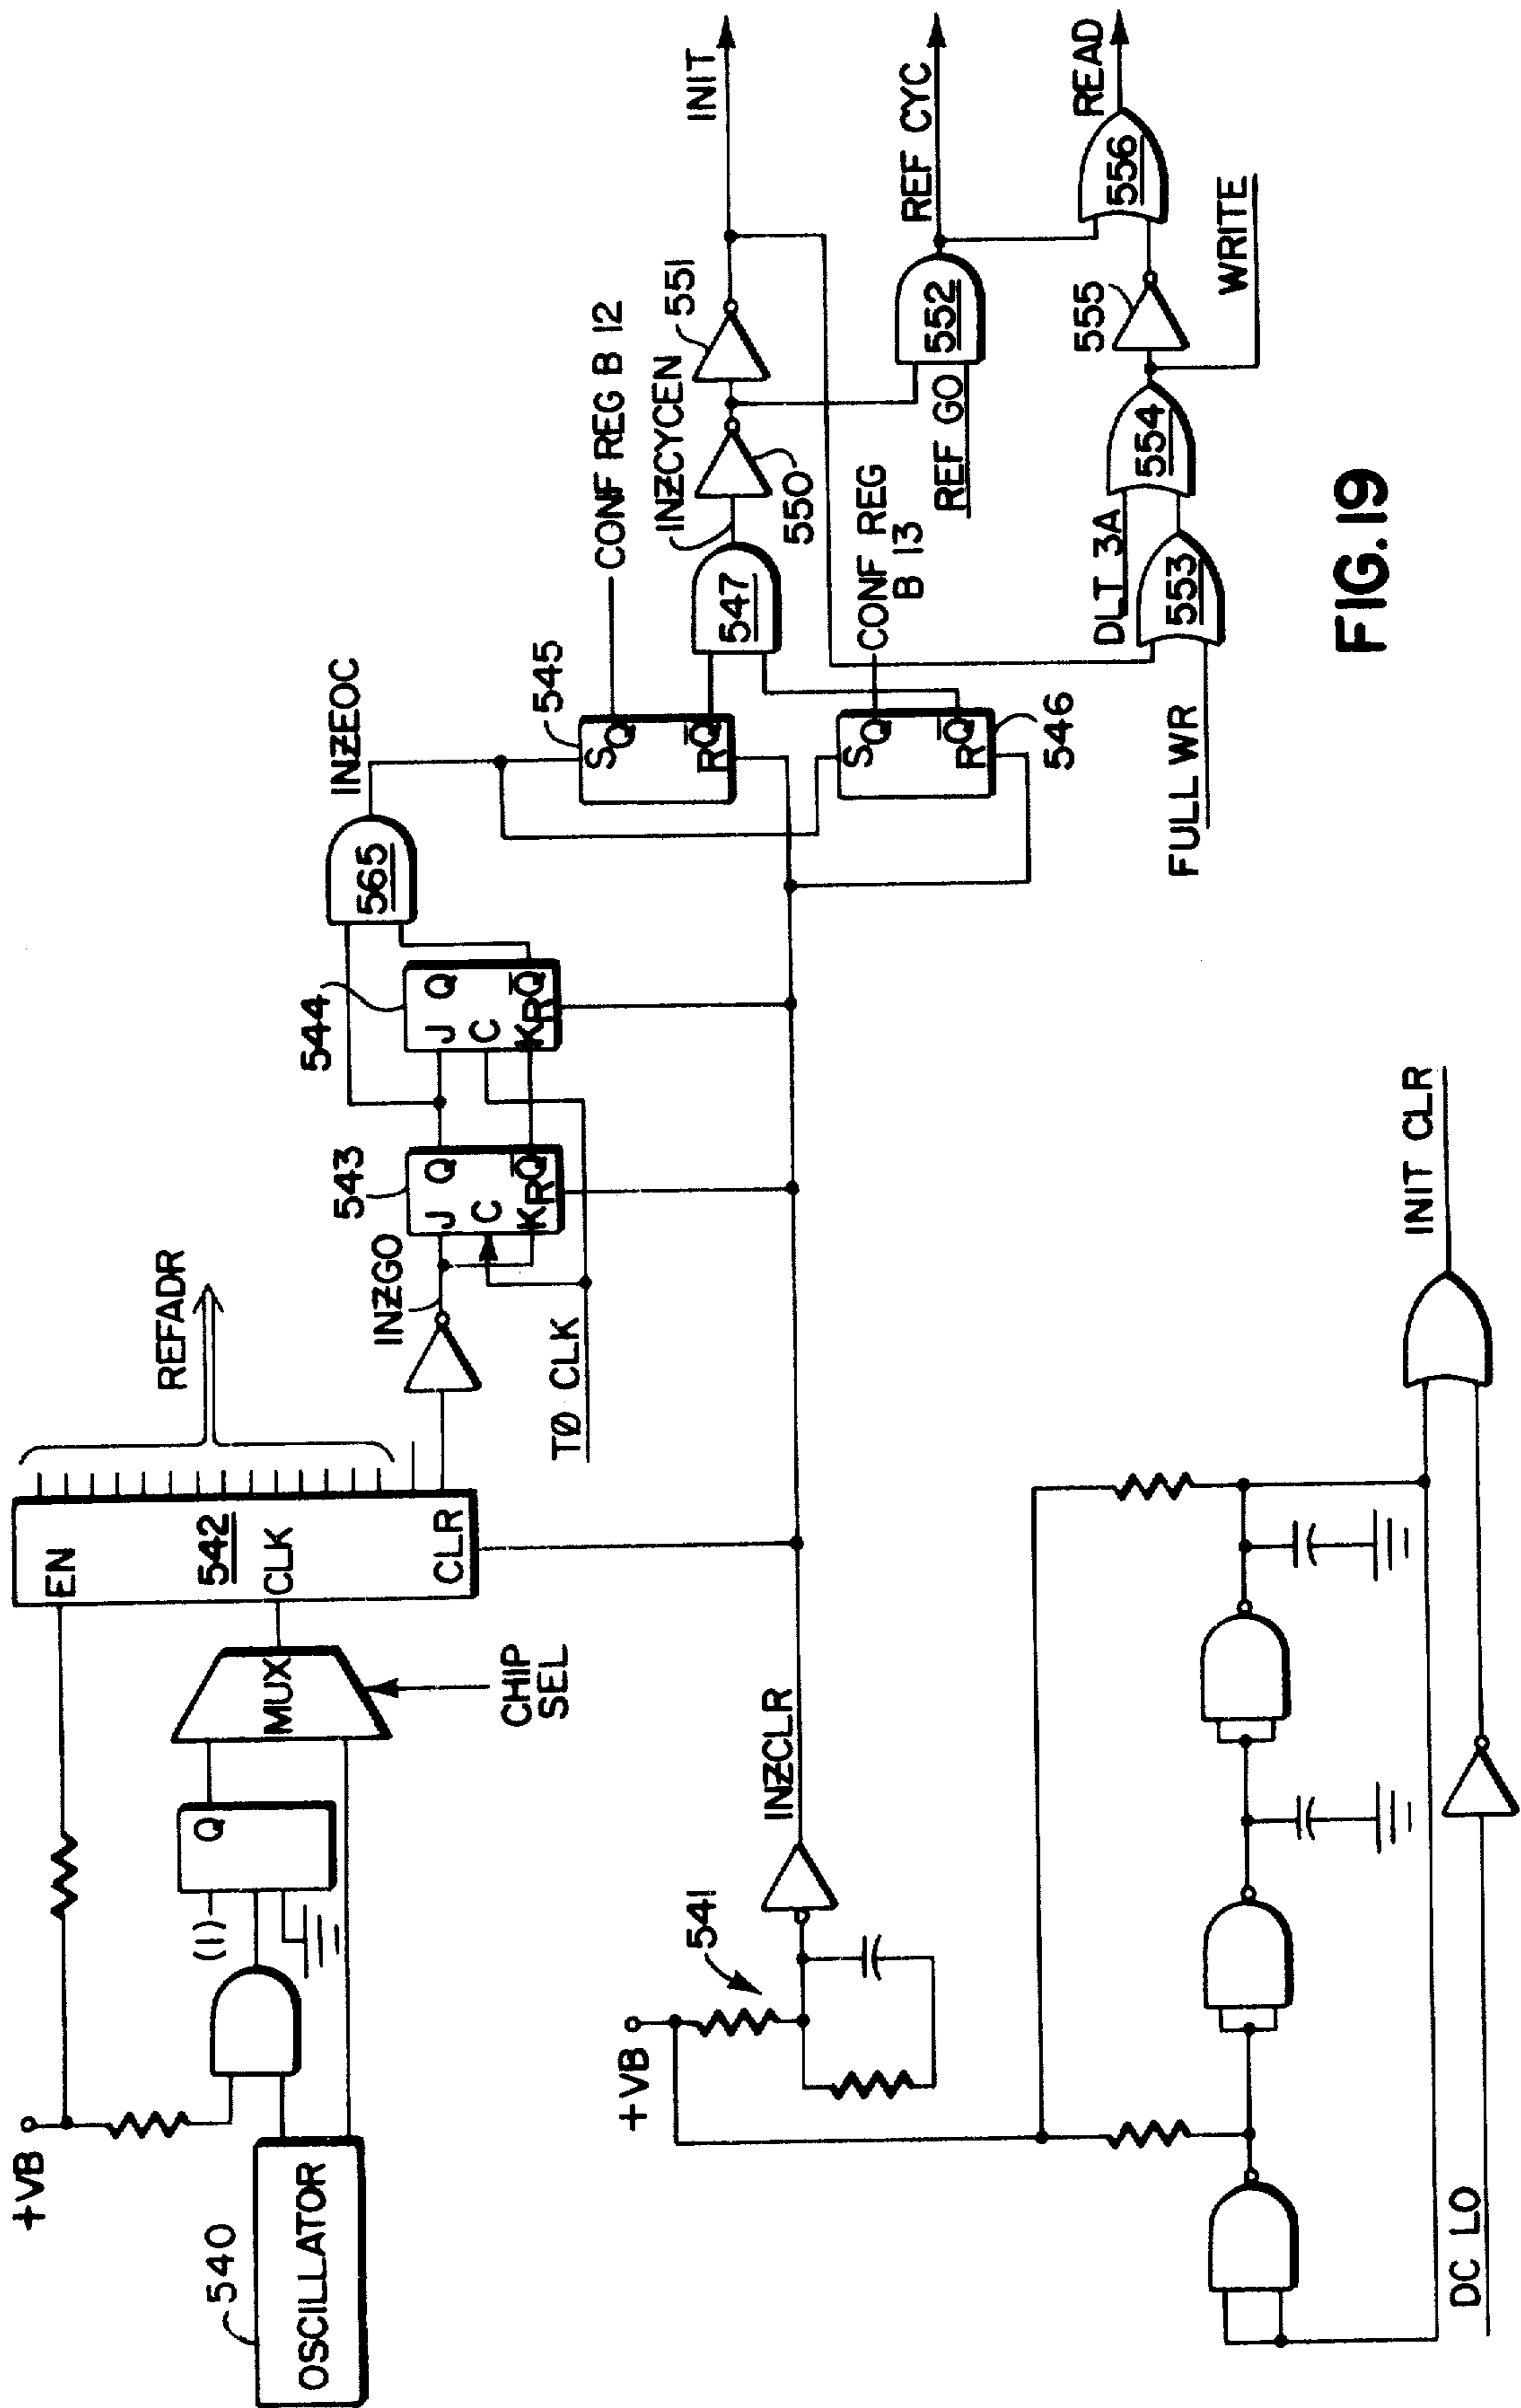 +VB
540
OSCILLATOR
(1)
Q
MUX
CHIP
SEL
EN
542
CLK
CLR
REFADR
INZGO
TØ CLK
543
J Q
C
K R Q
544
J Q
C
K R Q
565
INZEOC
545
S Q
R Q
CONF REG B 12
547
INZCYCEN
550
551
INIT
546
S Q
R Q
CONF REG
B 13
REF GO
552
REF CYC
DLT 3A
553
554
555
556
READ
WRITE
FULL WR
+VB
541
INZCLR
DC LO
INIT CLR
FIG.19